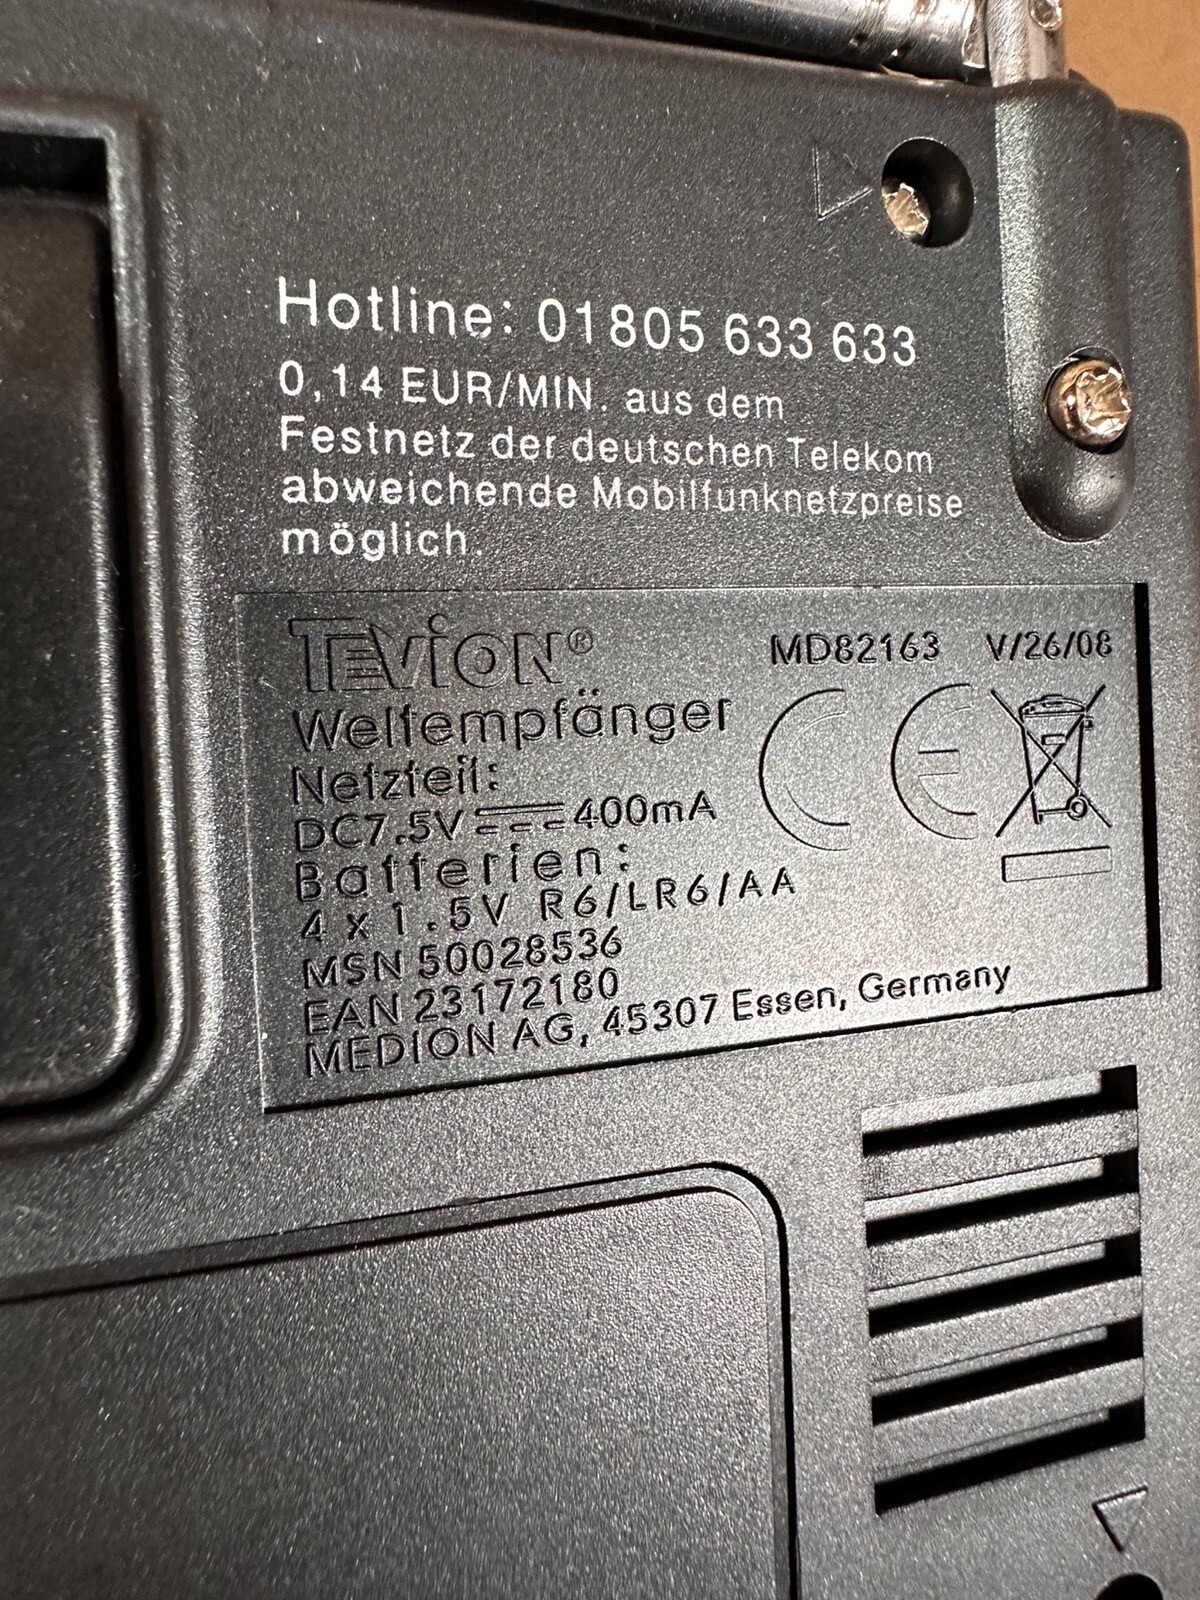 Hotline: 01805 633 633
0,14 EUR/MIN. aus dem
Festnetz der deutschen Telekom
abweichende Mobilfunknetzpreise
möglich.
TEViON® MD82163 V/26/08
Weltempfänger
Netzteil:
DC7.5V⎓400mA
CE
Batterien:
4 x 1.5V R6/LR6/AA
MSN 50028536
EAN 23172180
MEDION AG, 45307 Essen, Germany